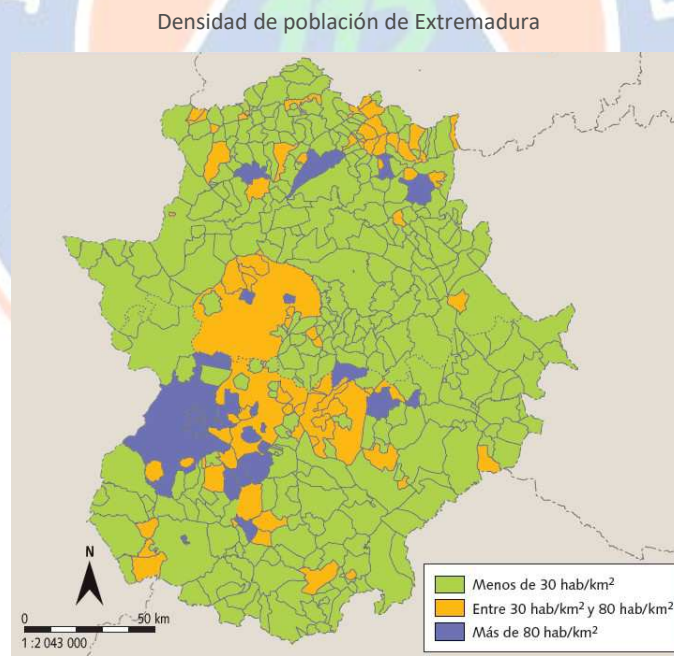 112
Densidad de población de Extremadura
N
0 50 km
1 :2 043 000
Menos de 30 hab/km²
Entre 30 hab/km² y 80 hab/km²
Más de 80 hab/km²